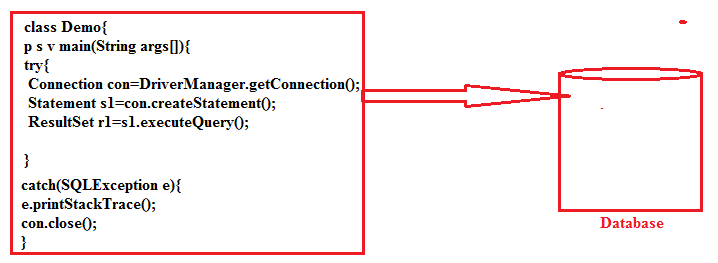 class Demo{
p s v main(String args[]){
try{
Connection con=DriverManager.getConnection();
Statement s1=con.createStatement();
ResultSet r1=s1.executeQuery();
}
catch(SQLException e){
e.printStackTrace();
con.close();
}
Database